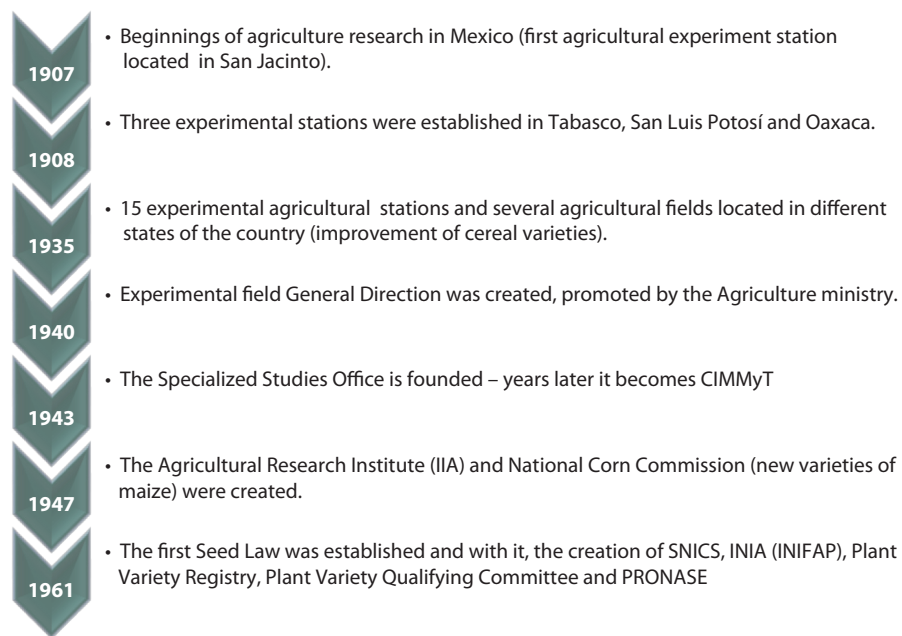 1907
• Beginnings of agriculture research in Mexico (first agricultural experiment station
located in San Jacinto).
1908
• Three experimental stations were established in Tabasco, San Luis Potosí and Oaxaca.
1935
• 15 experimental agricultural stations and several agricultural fields located in different
states of the country (improvement of cereal varieties).
1940
• Experimental field General Direction was created, promoted by the Agriculture ministry.
1943
• The Specialized Studies Office is founded – years later it becomes CIMMyT
1947
• The Agricultural Research Institute (IIA) and National Corn Commission (new varieties of
maize) were created.
1961
• The first Seed Law was established and with it, the creation of SNICS, INIA (INIFAP), Plant
Variety Registry, Plant Variety Qualifying Committee and PRONASE